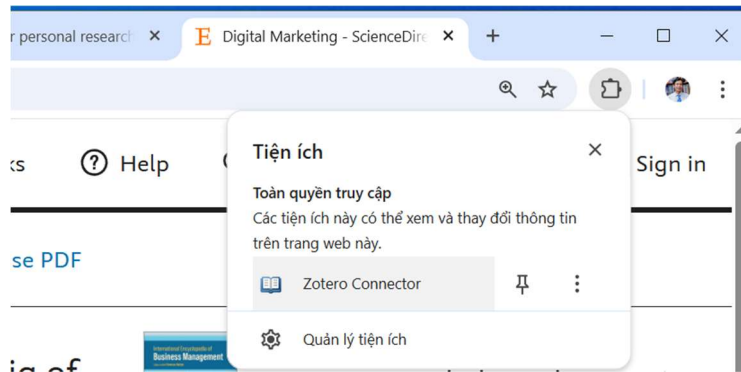 r personal research
Digital Marketing - ScienceDire
Help
Sign in
Tiện ích
Toàn quyền truy cập
Các tiện ích này có thể xem và thay đổi thông tin
trên trang web này.
se PDF
Zotero Connector
Quản lý tiện ích
International Encyclopedia of
Business Management